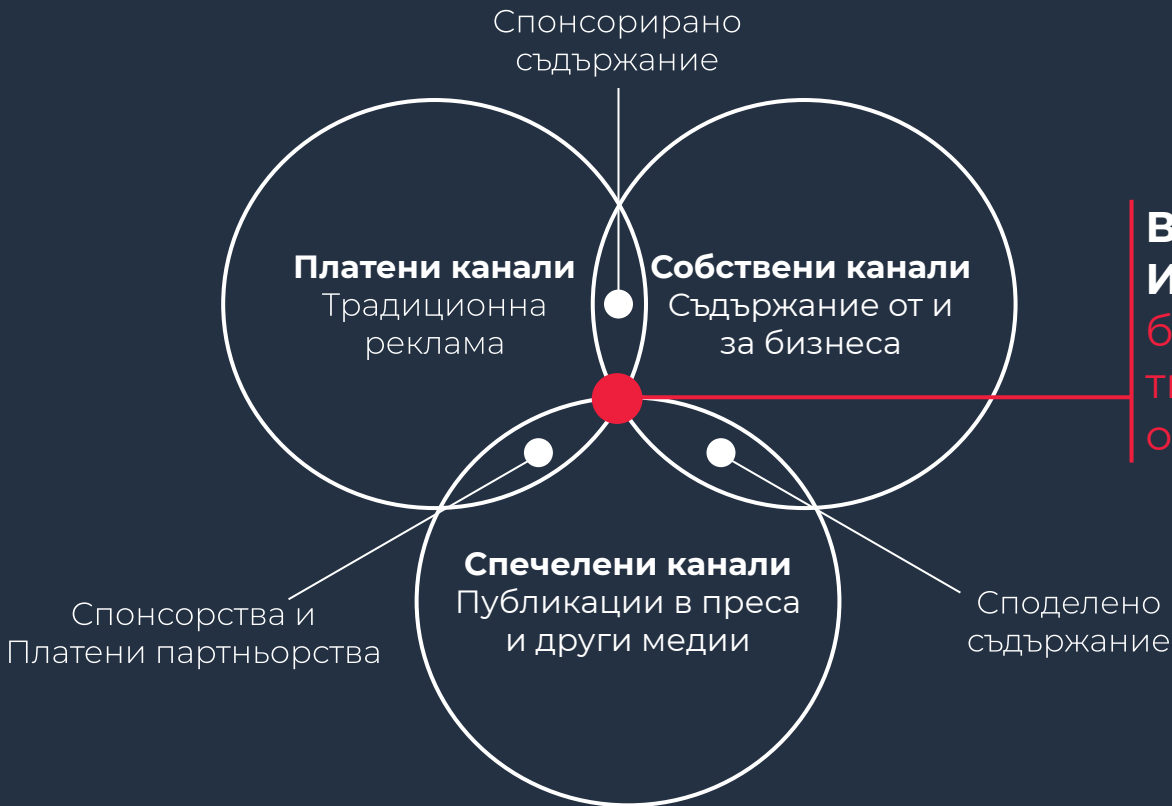 Спонсорирано
съдържание
Платени канали
Традиционна
реклама
Собствени канали
Съдържание от и
за бизнеса
Спечелени канали
Публикации в преса
и други медии
Спонсорства и
Платени партньорства
Споделено
съдържание